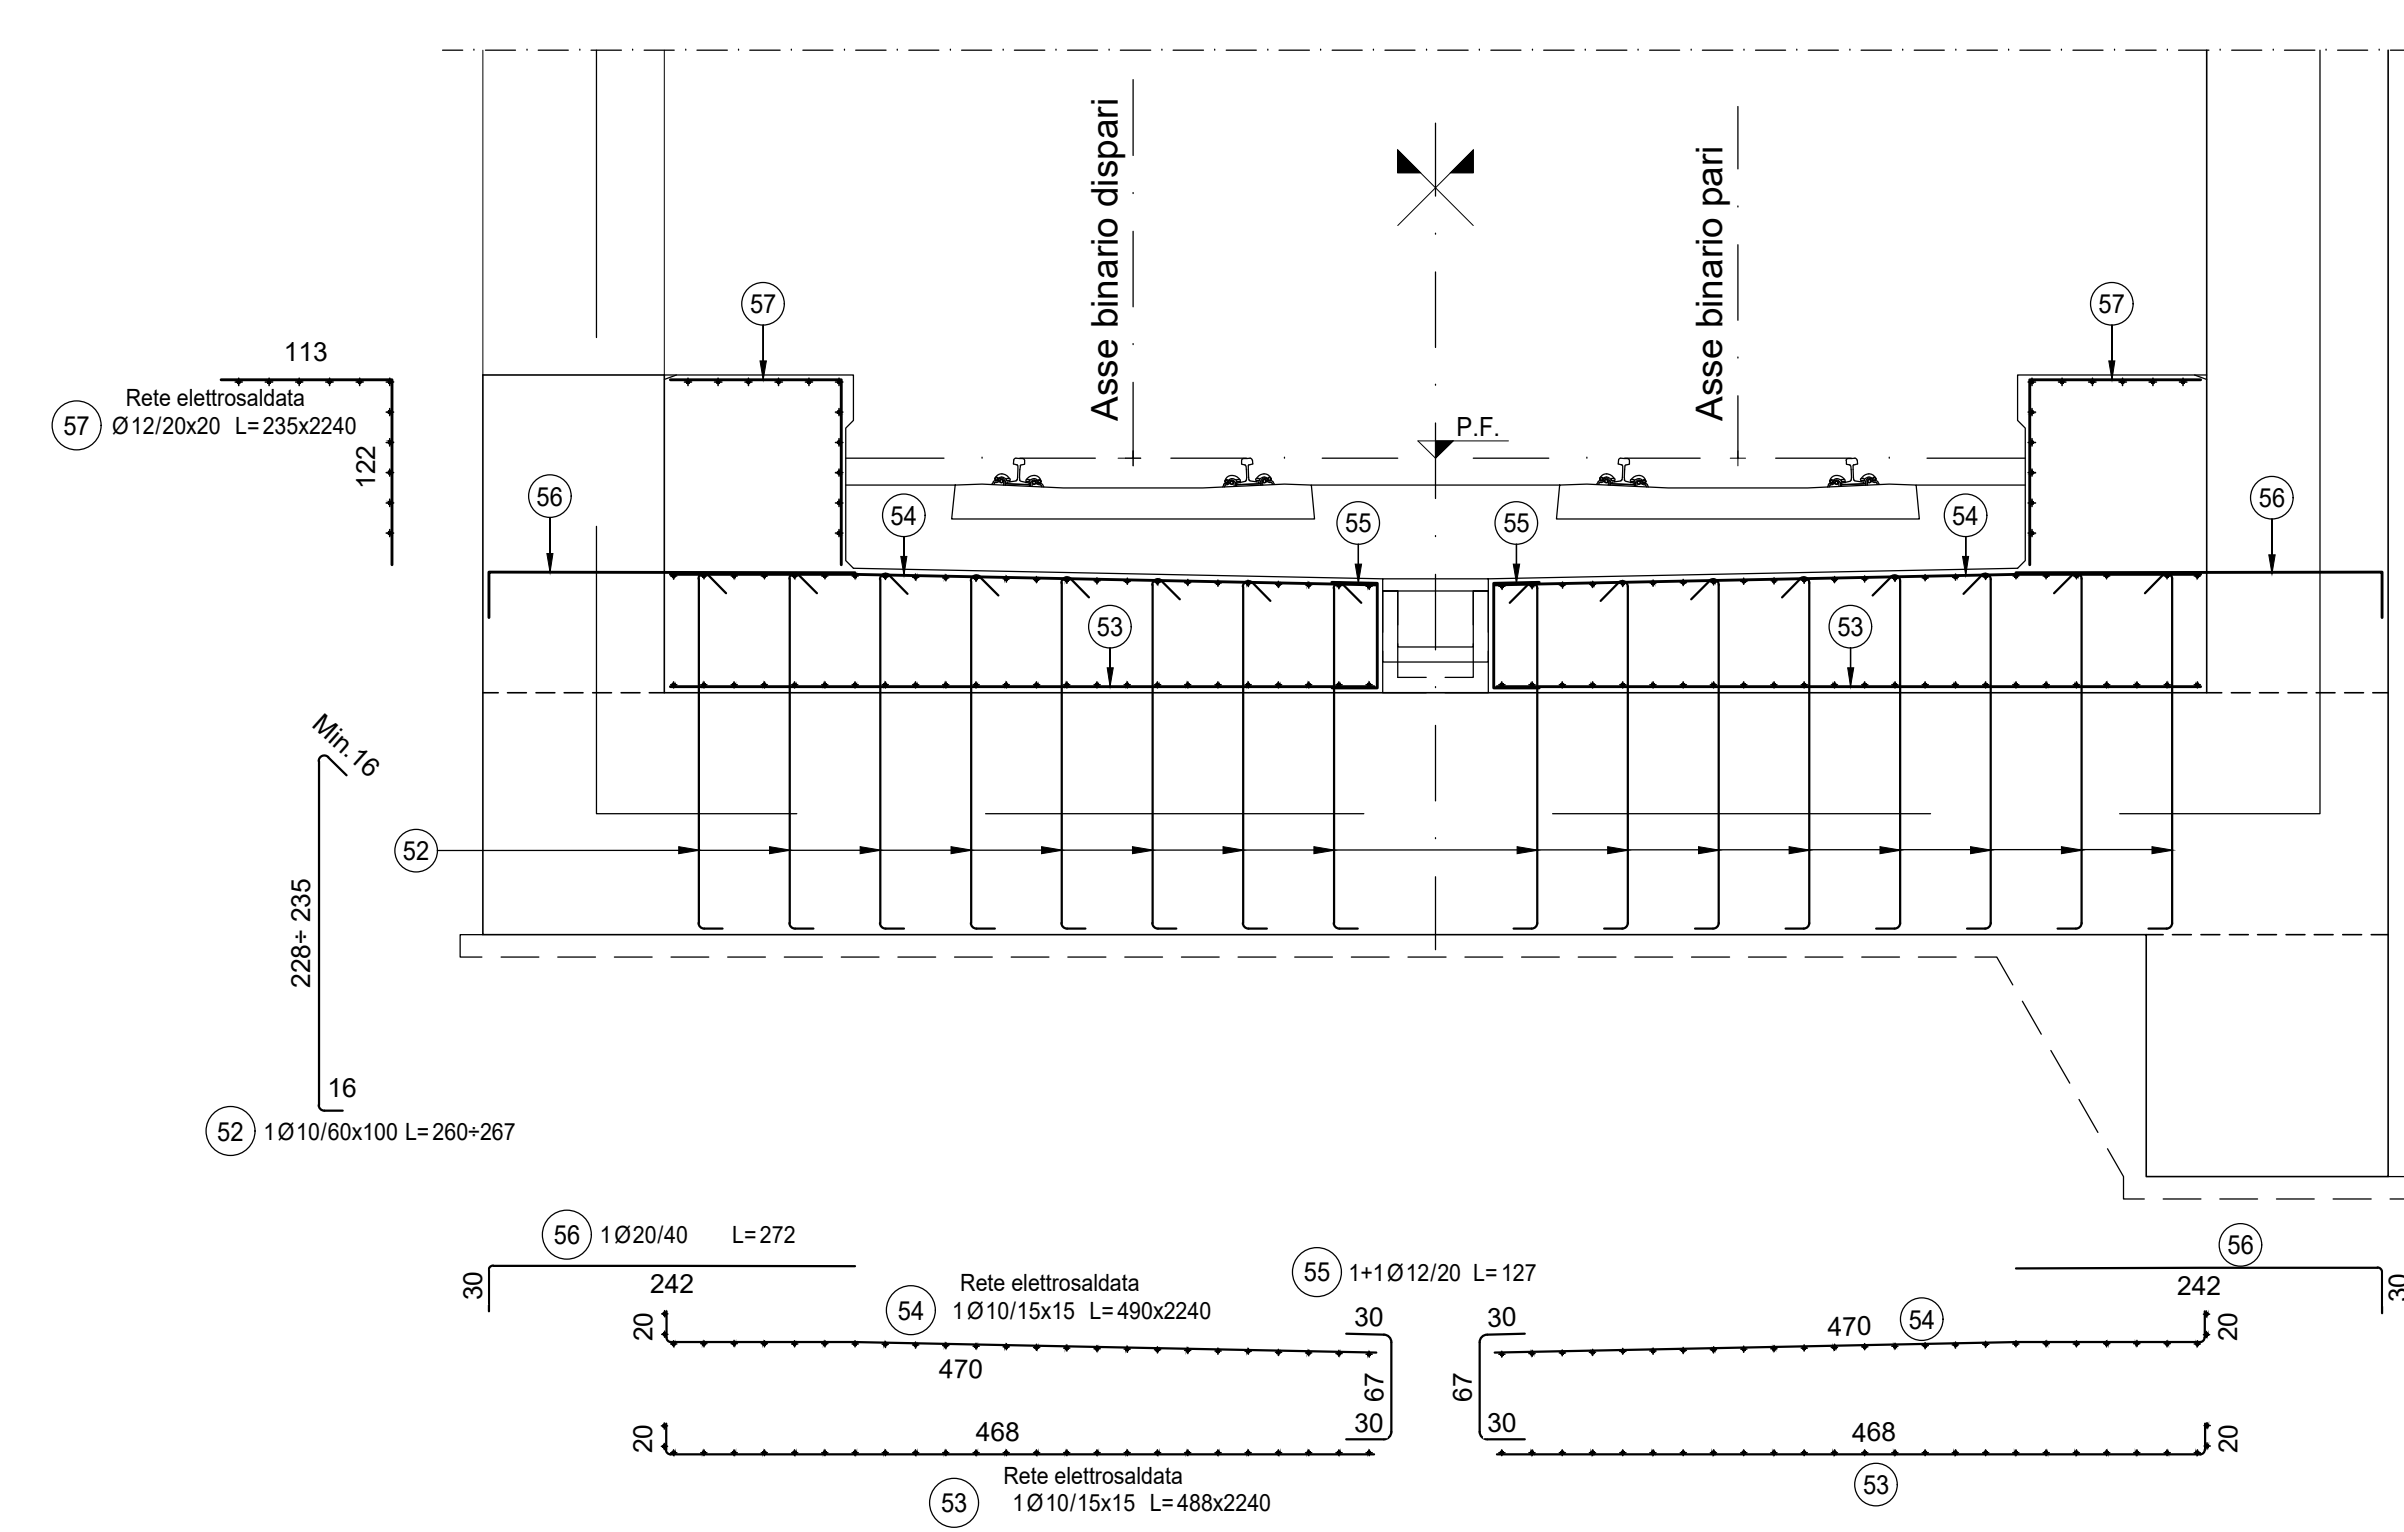 Asse binario dispari
Asse binario pari
57
57
113
Rete elettrosaldata
57 Ø12/20x20 L=235x2240
122
P.F.
56
54
55
55
54
56
53
53
Min.16
228÷235
16
52
52 1Ø10/60x100 L=260÷267
56 1Ø20/40 L=272
30
242
Rete elettrosaldata
54 1Ø10/15x15 L=490x2240
20
470
55 1+1Ø12/20 L=127
30
30
67
67
30
30
56
242
30
470
54
20
20
468
Rete elettrosaldata
53 1Ø10/15x15 L=488x2240
468
53
20